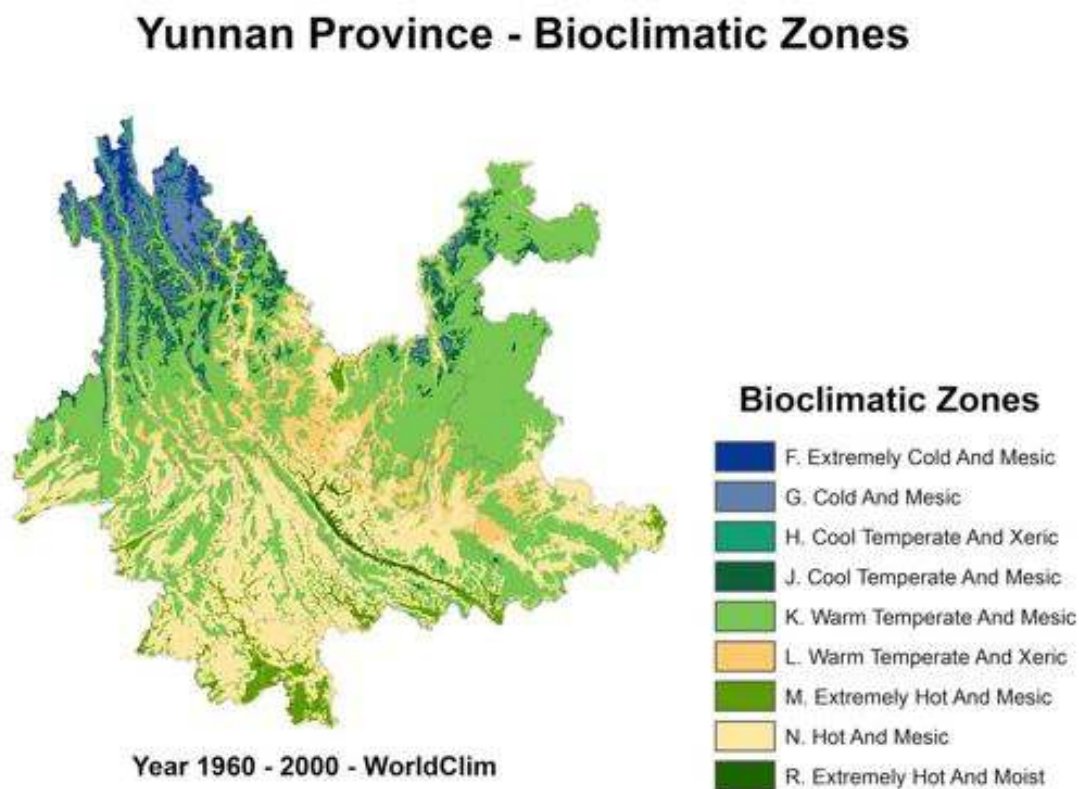 Yunnan Province - Bioclimatic Zones
Bioclimatic Zones
F. Extremely Cold And Mesic
G. Cold And Mesic
H. Cool Temperate And Xeric
J. Cool Temperate And Mesic
K. Warm Temperate And Mesic
L. Warm Temperate And Xeric
M. Extremely Hot And Mesic
N. Hot And Mesic
R. Extremely Hot And Moist
Year 1960 - 2000 - WorldClim